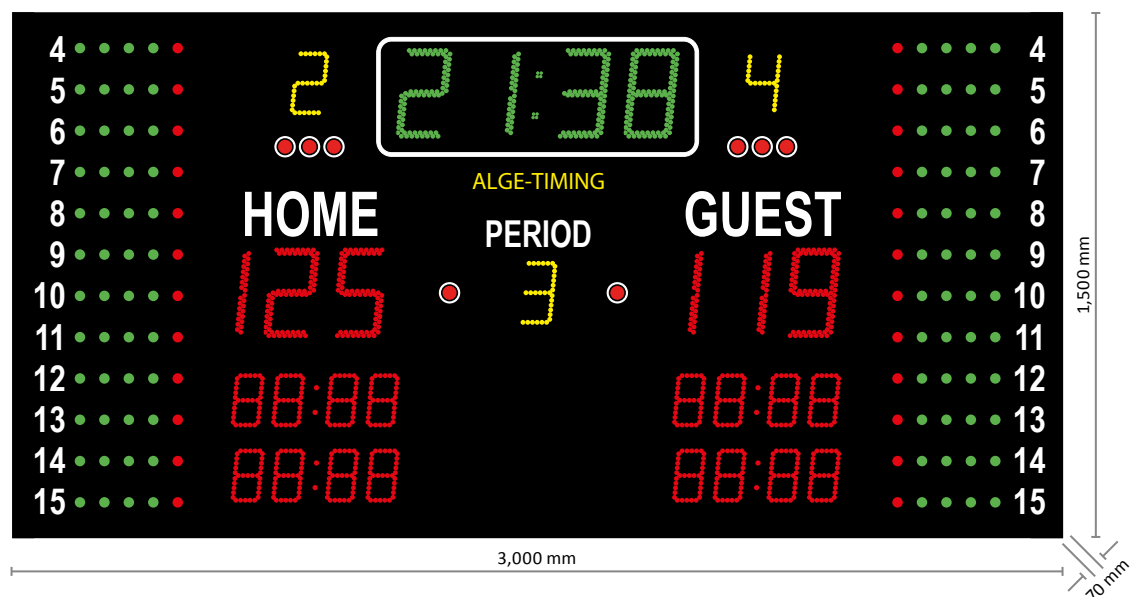 4 2 21:38 4 4
5 5
6 6
7 ALGE-TIMING 7
8 HOME PERIOD GUEST 8
9 9
10 125 3 119 10
11 11
12 88:88 88:88 12
13 13
14 88:88 88:88 14
15 15
1,500 mm
3,000 mm
70 mm